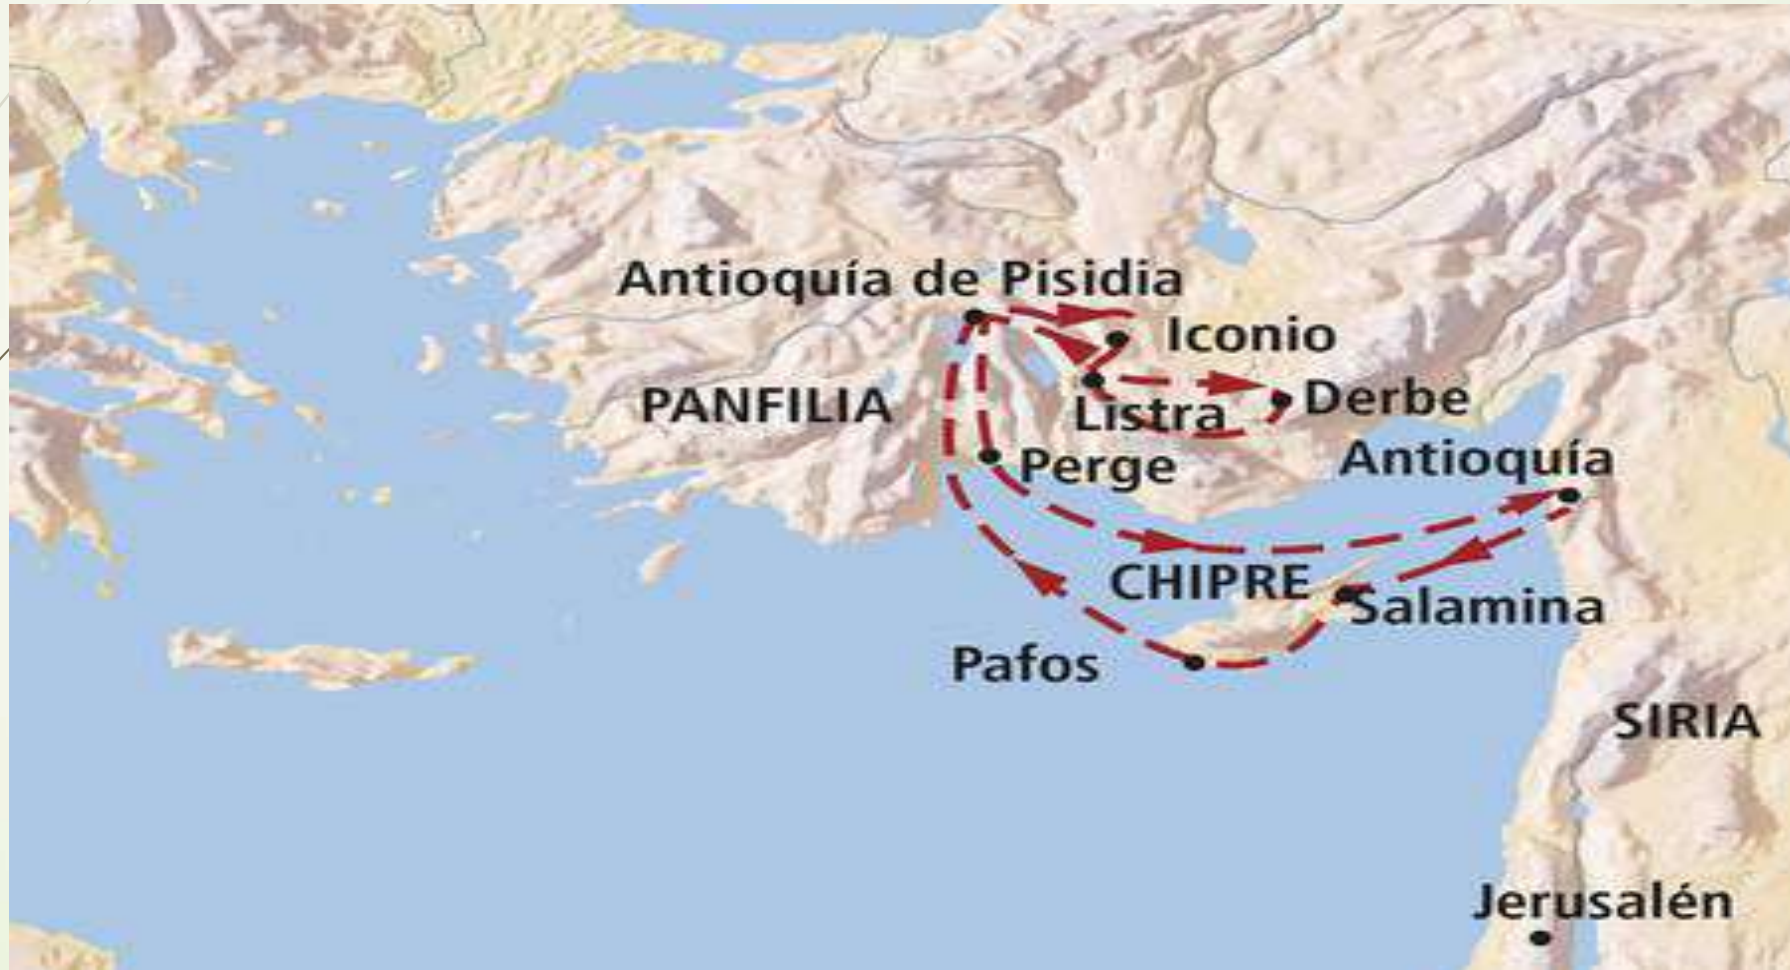 Antioquía de Pisidia
Iconio
PANFILIA
Listra
Derbe
Perge
Antioquía
CHIPRE
Salamina
Pafos
SIRIA
Jerusalén